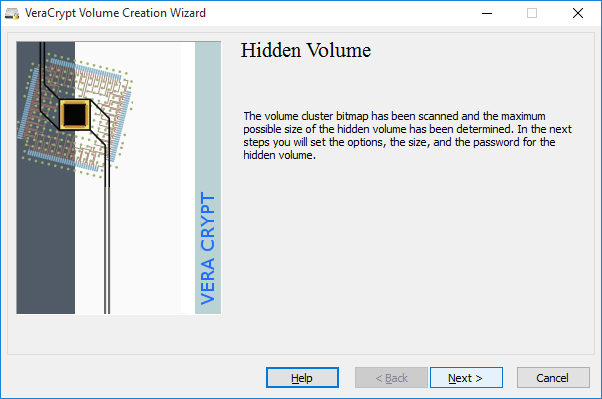 VeraCrypt Volume Creation Wizard
Hidden Volume
The volume cluster bitmap has been scanned and the maximum
possible size of the hidden volume has been determined. In the next
steps you will set the options, the size, and the password for the
hidden volume.
VERA CRYPT
Help
< Back
Next >
Cancel